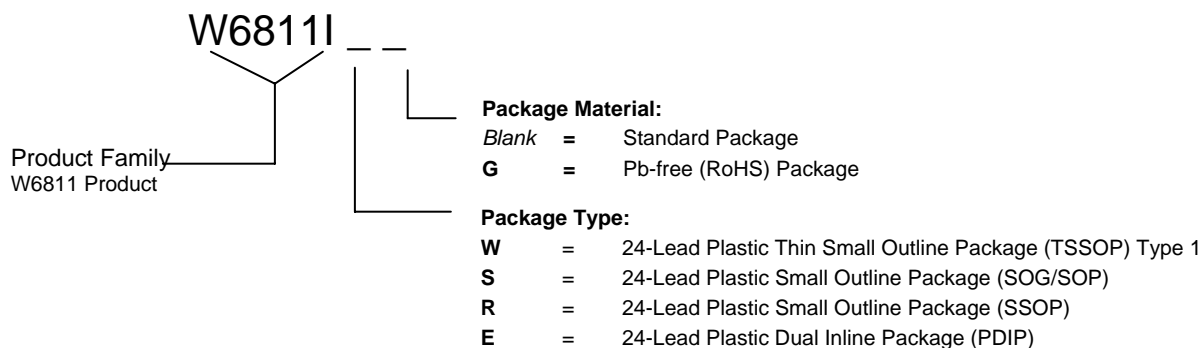 W6811I _ _
Package Material:
Blank = Standard Package
G = Pb-free (RoHS) Package
Product Family
W6811 Product
Package Type:
W = 24-Lead Plastic Thin Small Outline Package (TSSOP) Type 1
S = 24-Lead Plastic Small Outline Package (SOG/SOP)
R = 24-Lead Plastic Small Outline Package (SSOP)
E = 24-Lead Plastic Dual Inline Package (PDIP)